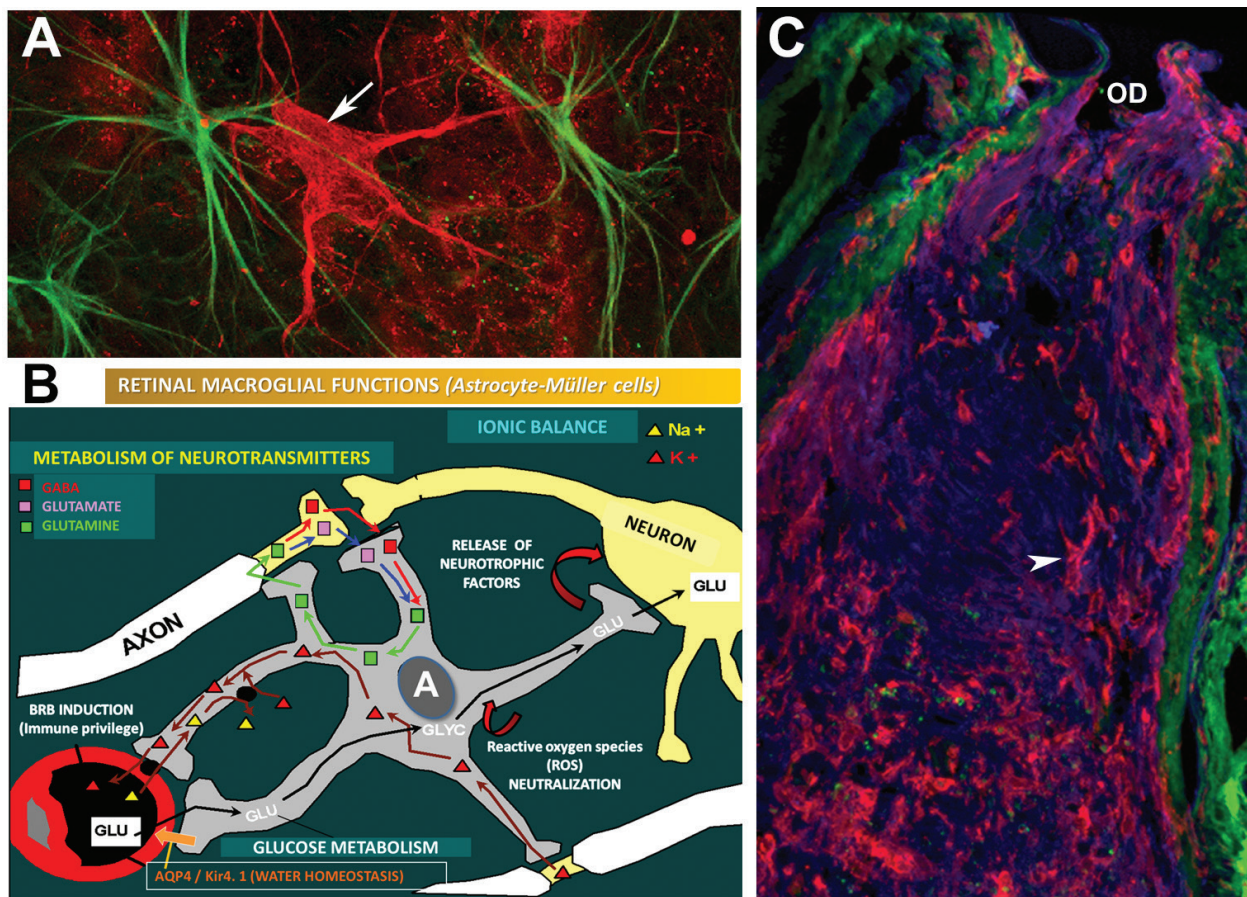 A
B
RETINAL MACROGLIAL FUNCTIONS (Astrocyte-Müller cells)
IONIC BALANCE
Na +
K +
METABOLISM OF NEUROTRANSMITTERS
GABA
GLUTAMATE
GLUTAMINE
NEURON
RELEASE OF
NEUROTROPHIC
FACTORS
GLU
GLU
AXON
A
GLYC
BRB INDUCTION
(Immune privilege)
Reactive oxygen species
(ROS)
NEUTRALIZATION
GLU
GLU
GLUCOSE METABOLISM
AQP4 / Kir4. 1 (WATER HOMEOSTASIS)
C
OD